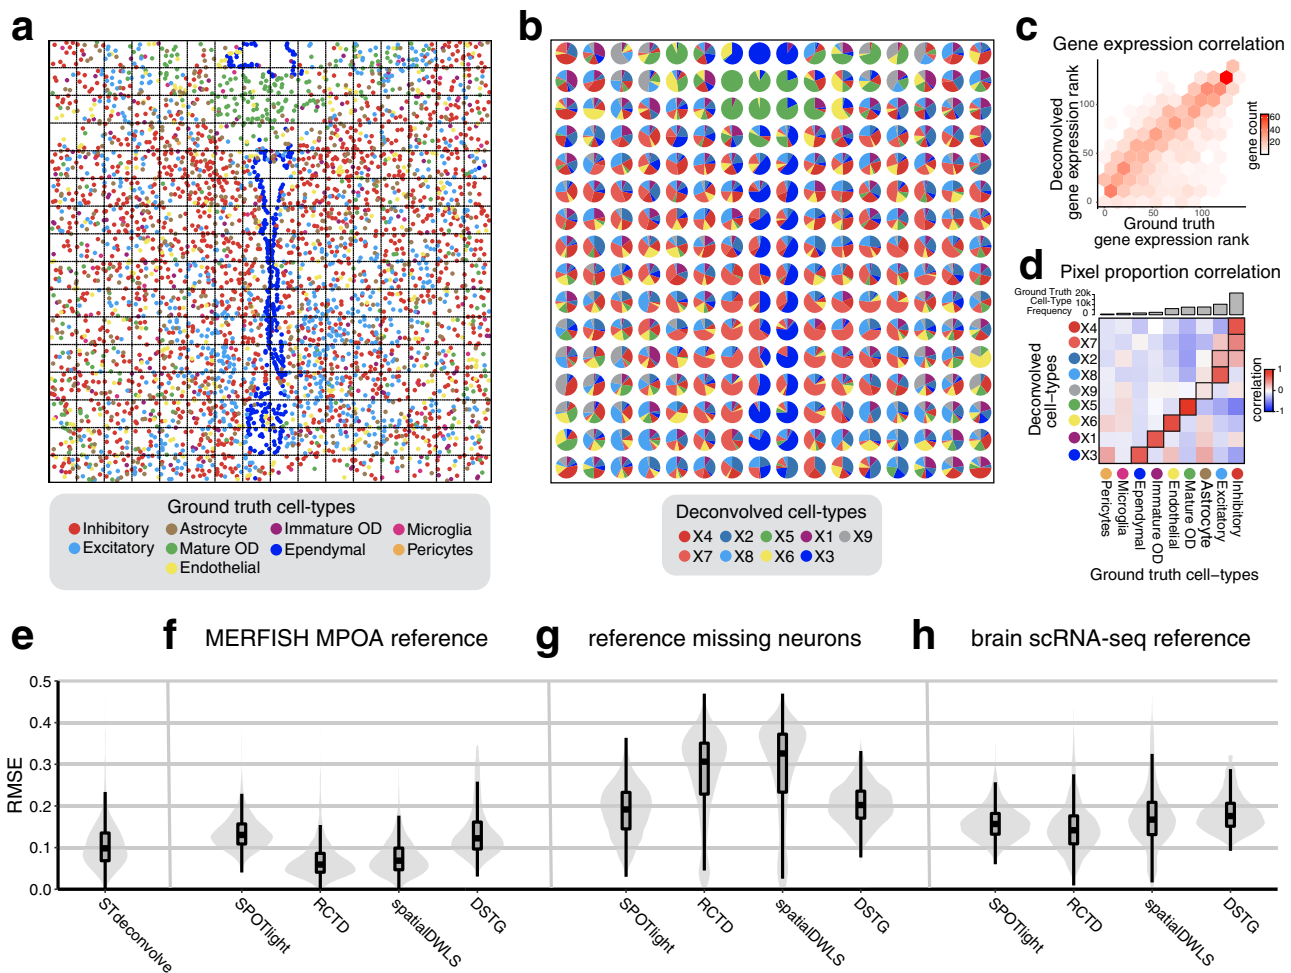 a
b
c
Gene expression correlation
Deconvolved
gene expression rank
100
50
0
0
50
100
Ground truth
gene expression rank
gene count
60
40
20
d
Pixel proportion correlation
Ground Truth
Cell-Type
Frequency
20k
10k
0
Deconvolved
cell-types
X4
X7
X2
X8
X9
X5
X6
X1
X3
correlation
1
0
-1
Pericytes
Microglia
Ependymal
Immature OD
Endothelial
Mature OD
Astrocyte
Excitatory
Inhibitory
Ground truth cell-types
Ground truth cell-types
Inhibitory Astrocyte Immature OD Microglia
Excitatory Mature OD Ependymal Pericytes
Endothelial
Deconvolved cell-types
X4 X2 X5 X1 X9
X7 X8 X6 X3
e
f MERFISH MPOA reference
g reference missing neurons
h brain scRNA-seq reference
RMSE
0.5
0.4
0.3
0.2
0.1
0.0
STdeconvolve
SPOTlight
RCTD
spatialDWLS
DSTG
SPOTlight
RCTD
spatialDWLS
DSTG
SPOTlight
RCTD
spatialDWLS
DSTG